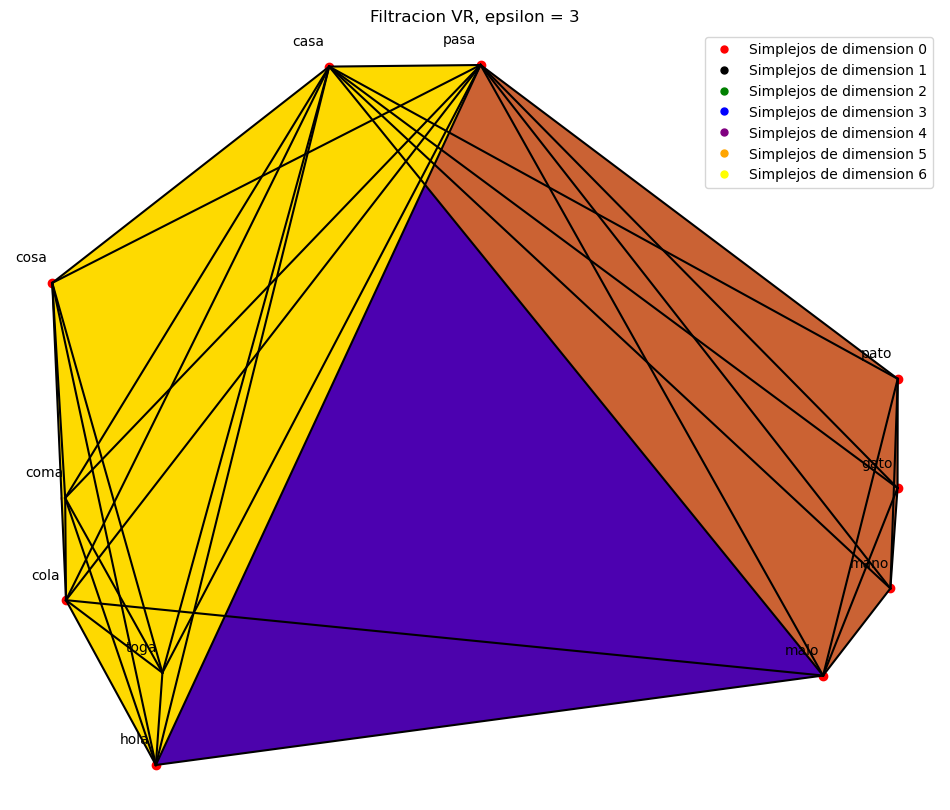 Filtracion VR, epsilon = 3
casa
pasa
Simplejos de dimension 0
Simplejos de dimension 1
Simplejos de dimension 2
Simplejos de dimension 3
Simplejos de dimension 4
Simplejos de dimension 5
Simplejos de dimension 6
cosa
pato
gato
coma
mano
cola
toga
malo
hola